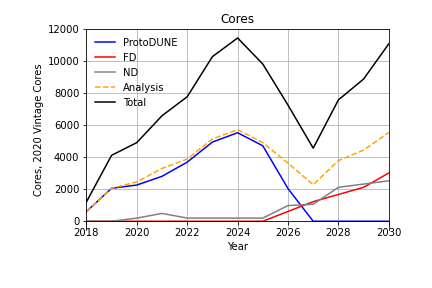 Cores
12000
10000
8000
6000
4000
2000
0
Cores, 2020 Vintage Cores
ProtoDUNE
FD
ND
Analysis
Total
2018 2020 2022 2024 2026 2028 2030
Year